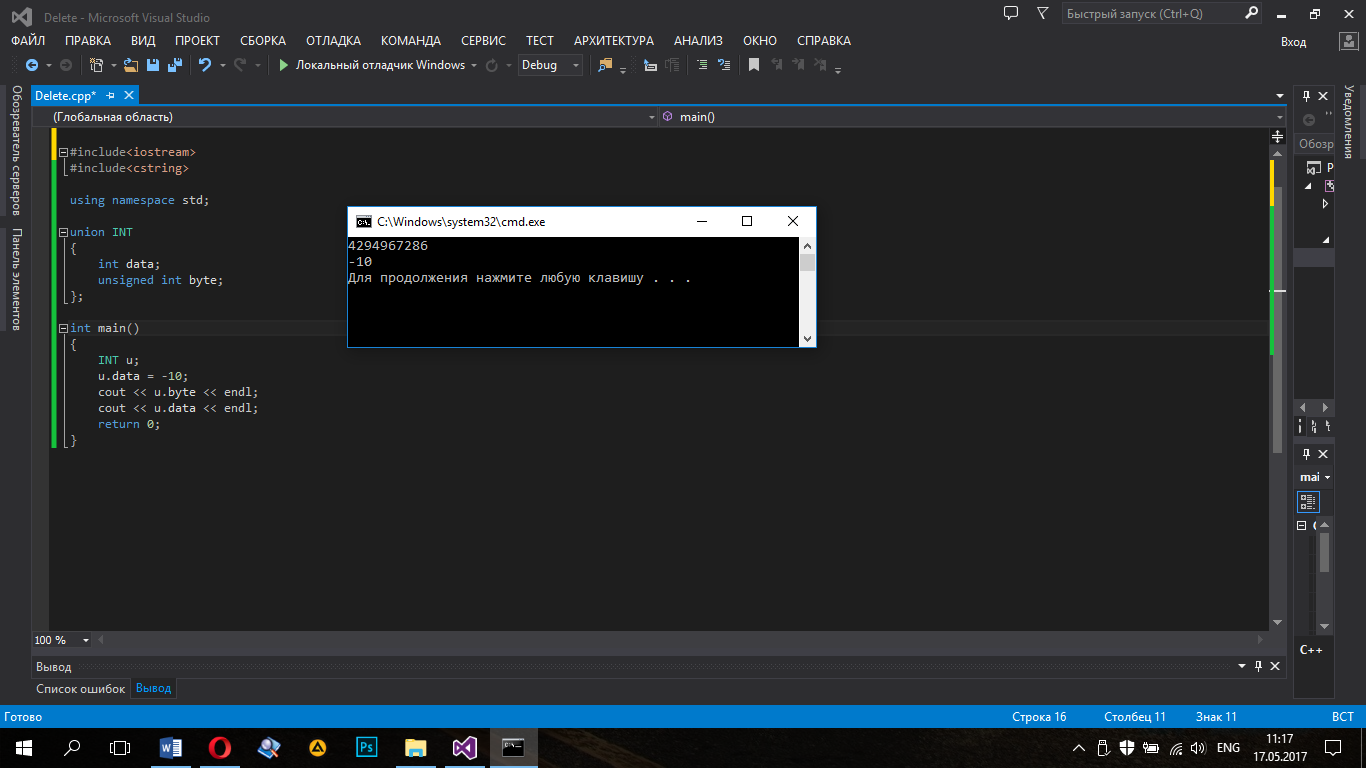 Delete - Microsoft Visual Studio
Быстрый запуск (Ctrl+Q)
ФАЙЛ ПРАВКА ВИД ПРОЕКТ СБОРКА ОТЛАДКА КОМАНДА СЕРВИС ТЕСТ АРХИТЕКТУРА АНАЛИЗ ОКНО СПРАВКА
Вход
Локальный отладчик Windows
Debug
Обозреватель серверов
Панель элементов
Delete.cpp*
(Глобальная область)
main()
#include<iostream>
#include<cstring>
using namespace std;
union INT
{
int data;
unsigned int byte;
};
int main()
{
INT u;
u.data = -10;
cout << u.byte << endl;
cout << u.data << endl;
return 0;
}
C:\Windows\system32\cmd.exe
4294967286
-10
Для продолжения нажмите любую клавишу . . .
Уведомления
Обозр
mai
C++
100 %
Вывод
Список ошибок Вывод
Готово
Строка 16 Столбец 11 Знак 11 ВСТ
Ps
ENG
11:17
17.05.2017